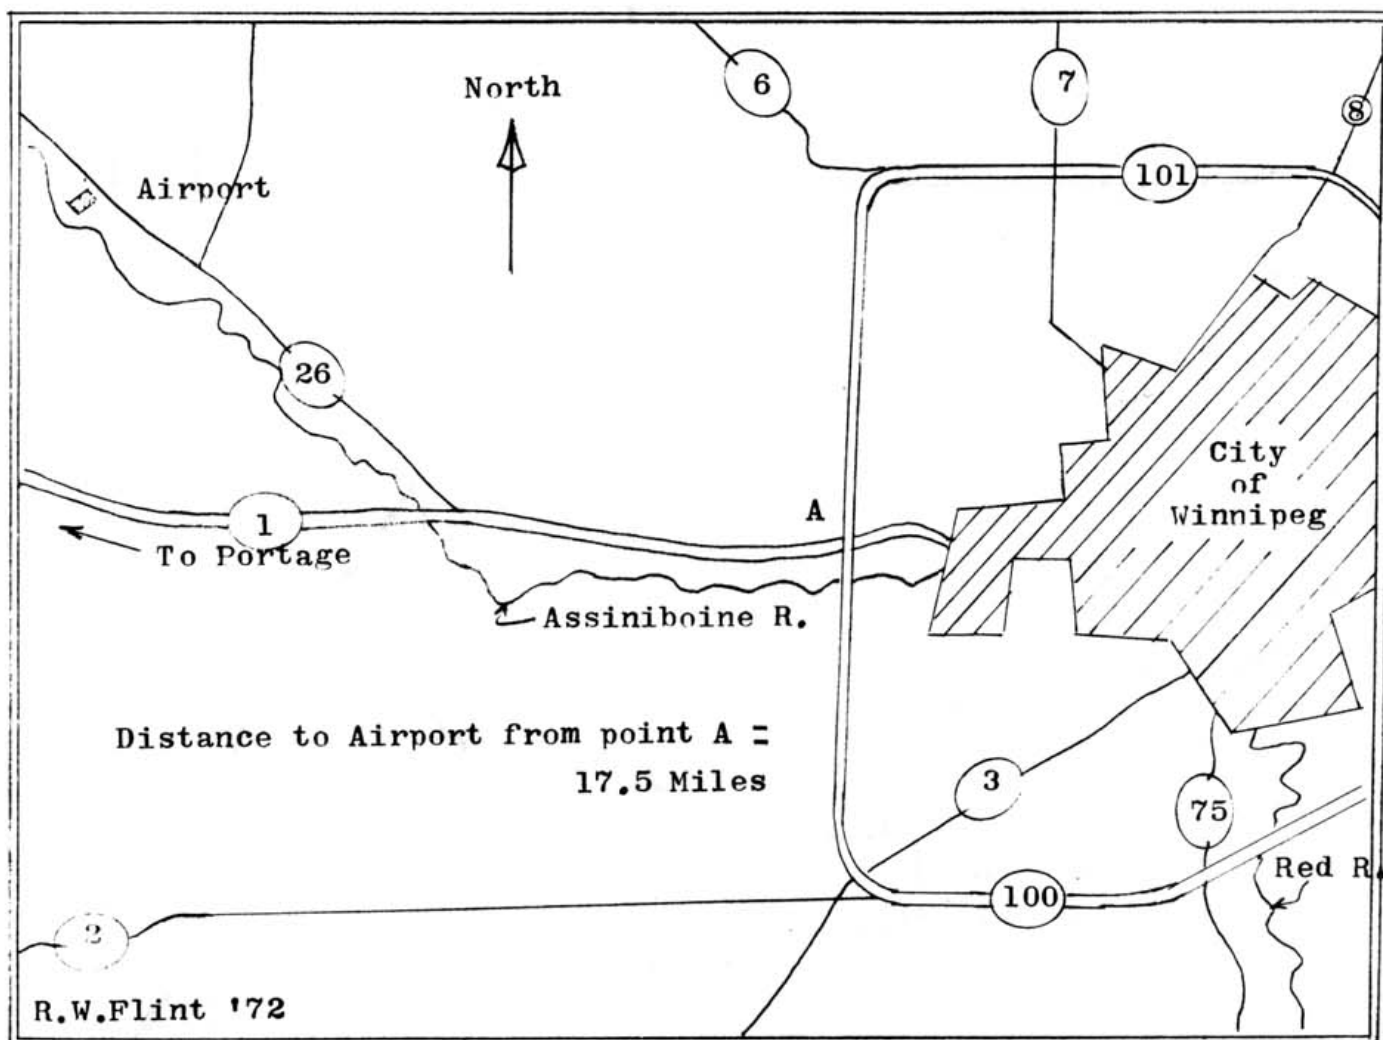 North
6
7
8
101
Airport
26
City
of
Winnipeg
A
1
To Portage
Assiniboine R.
Distance to Airport from point A =
17.5 Miles
3
75
Red R.
100
2
R.W.Flint '72